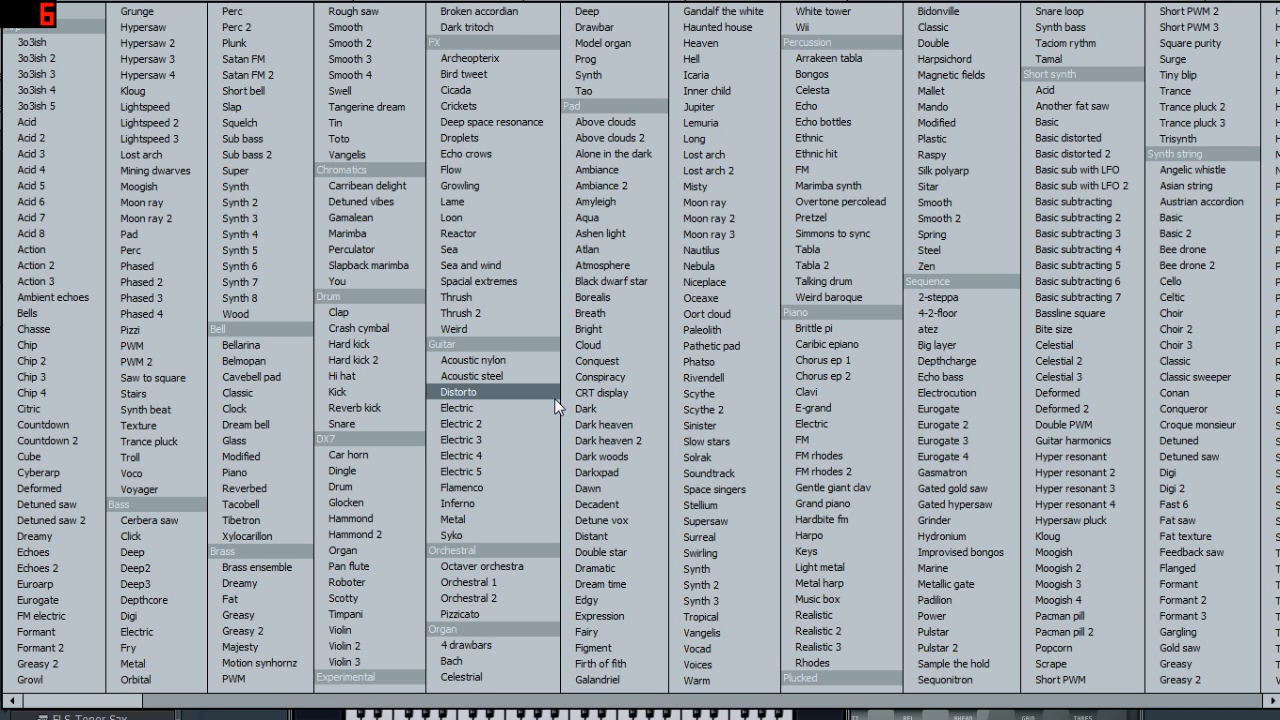 6
3o3ish
3o3ish 2
3o3ish 3
3o3ish 4
3o3ish 5
Acid
Acid 2
Acid 3
Acid 4
Acid 5
Acid 6
Acid 7
Acid 8
Action
Action 2
Action 3
Ambient echoes
Bells
Chasse
Chip
Chip 2
Chip 3
Chip 4
Citric
Countdown
Countdown 2
Cube
Cyberarp
Deformed
Detuned saw
Detuned saw 2
Dreamy
Echoes
Echoes 2
Euroarp
Eurogate
FM electric
Formant
Formant 2
Greasy 2
Growl
Grunge
Hypersaw
Hypersaw 2
Hypersaw 3
Hypersaw 4
Kloug
Lightspeed
Lightspeed 2
Lightspeed 3
Lost arch
Mining dwarves
Moogish
Moon ray
Moon ray 2
Pad
Perc
Phased
Phased 2
Phased 3
Phased 4
Pizzi
PWM
PWM 2
Saw to square
Stairs
Synth beat
Texture
Trance pluck
Troll
Voco
Voyager
Bass
Cerbera saw
Click
Deep
Deep2
Deep3
Depthcore
Digi
Electric
Fry
Metal
Orbital
Perc
Perc 2
Plunk
Satan FM
Satan FM 2
Short bell
Slap
Squelch
Sub bass
Sub bass 2
Super
Synth
Synth 2
Synth 3
Synth 4
Synth 5
Synth 6
Synth 7
Synth 8
Wood
Bell
Bellarina
Belmopan
Cavebell pad
Classic
Clock
Dream bell
Glass
Modified
Piano
Reverbed
Tacobell
Tibetron
Xylocarillon
Brass
Brass ensemble
Dreamy
Fat
Greasy
Greasy 2
Majesty
Motion synhornz
PWM
Rough saw
Smooth
Smooth 2
Smooth 3
Smooth 4
Swell
Tangerine dream
Tin
Toto
Vangelis
Chromatics
Carribean delight
Detuned vibes
Gamalean
Marimba
Perculator
Slapback marimba
You
Drum
Clap
Crash cymbal
Hard kick
Hard kick 2
Hi hat
Kick
Reverb kick
Snare
DX7
Car horn
Dingle
Drum
Glocken
Hammond
Hammond 2
Organ
Pan flute
Roboter
Scotty
Timpani
Violin
Violin 2
Violin 3
Experimental
Broken accordian
Dark tritoch
FX
Archeopterix
Bird tweet
Cicada
Crickets
Deep space resonance
Droplets
Echo crows
Flow
Growling
Lame
Loon
Reactor
Sea
Sea and wind
Spacial extremes
Thrush
Thrush 2
Weird
Guitar
Acoustic nylon
Acoustic steel
Distorto
Electric
Electric 2
Electric 3
Electric 4
Electric 5
Flamenco
Inferno
Metal
Syko
Orchestral
Octaver orchestra
Orchestral 1
Orchestral 2
Pizzicato
Organ
4 drawbars
Bach
Celestrial
Deep
Drawbar
Model organ
Prog
Synth
Tao
Pad
Above clouds
Above clouds 2
Alone in the dark
Ambiance
Ambiance 2
Amyleigh
Aqua
Ashen light
Atlan
Atmosphere
Black dwarf star
Borealis
Breath
Bright
Cloud
Conquest
Conspiracy
CRT display
Dark
Dark heaven
Dark heaven 2
Dark woods
Darkxpad
Dawn
Decadent
Detune vox
Distant
Double star
Dramatic
Dream time
Edgy
Expression
Fairy
Figment
Firth of fith
Galandriel
Gandalf the white
Haunted house
Heaven
Hell
Icaria
Inner child
Jupiter
Lemuria
Long
Lost arch
Lost arch 2
Misty
Moon ray
Moon ray 2
Moon ray 3
Nautilus
Nebula
Niceplace
Oceaxe
Oort cloud
Paleolith
Pathetic pad
Phatso
Rivendell
Scythe
Scythe 2
Sinister
Slow stars
Solrak
Soundtrack
Space singers
Stellium
Supersaw
Surreal
Swirling
Synth
Synth 2
Synth 3
Tropical
Vangelis
Vocad
Voices
Warm
White tower
Wii
Percussion
Arrakeen tabla
Bongos
Celesta
Echo
Echo bottles
Ethnic
Ethnic hit
FM
Marimba synth
Overtone percolead
Pretzel
Simmons to sync
Tabla
Tabla 2
Talking drum
Weird baroque
Piano
Brittle pi
Caribic epiano
Chorus ep 1
Chorus ep 2
Clavi
E-grand
Electric
FM
FM rhodes
FM rhodes 2
Gentle giant clav
Grand piano
Hardbite fm
Harpo
Keys
Light metal
Metal harp
Music box
Realistic
Realistic 2
Realistic 3
Rhodes
Plucked
Bidonville
Classic
Double
Harpsichord
Magnetic fields
Mallet
Mando
Modified
Plastic
Raspy
Silk polyarp
Sitar
Smooth
Smooth 2
Spring
Steel
Zen
Sequence
2-steppa
4-2-floor
atez
Big layer
Depthcharge
Echo bass
Electrocution
Eurogate
Eurogate 2
Eurogate 3
Eurogate 4
Gasmatron
Gated gold saw
Gated hypersaw
Grinder
Hydronium
Improvised bongos
Marine
Metallic gate
Padilion
Power
Pulstar
Pulstar 2
Sample the hold
Sequonitron
Snare loop
Synth bass
Taciom rythm
Tamal
Short synth
Acid
Another fat saw
Basic
Basic distorted
Basic distorted 2
Basic sub with LFO
Basic sub with LFO 2
Basic subtracting
Basic subtracting 2
Basic subtracting 3
Basic subtracting 4
Basic subtracting 5
Basic subtracting 6
Basic subtracting 7
Bassline square
Bite size
Celestial
Celestial 2
Celestial 3
Deformed
Deformed 2
Double PWM
Guitar harmonics
Hyper resonant
Hyper resonant 2
Hyper resonant 3
Hyper resonant 4
Hypersaw pluck
Kloug
Moogish
Moogish 2
Moogish 3
Moogish 4
Pacman pill
Pacman pill 2
Popcorn
Scrape
Short PWM
Short PWM 2
Short PWM 3
Square purity
Surge
Tiny blip
Trance
Trance pluck 2
Trance pluck 3
Trisynth
Synth string
Angelic whistle
Asian string
Austrian accordion
Basic
Basic 2
Bee drone
Bee drone 2
Cello
Celtic
Choir
Choir 2
Choir 3
Classic
Classic sweeper
Conan
Conqueror
Croque monsieur
Detuned
Detuned saw
Digi
Digi 2
Fast 6
Fat saw
Fat texture
Feedback saw
Flanged
Formant
Formant 2
Formant 3
Gargling
Gold saw
Greasy
Greasy 2